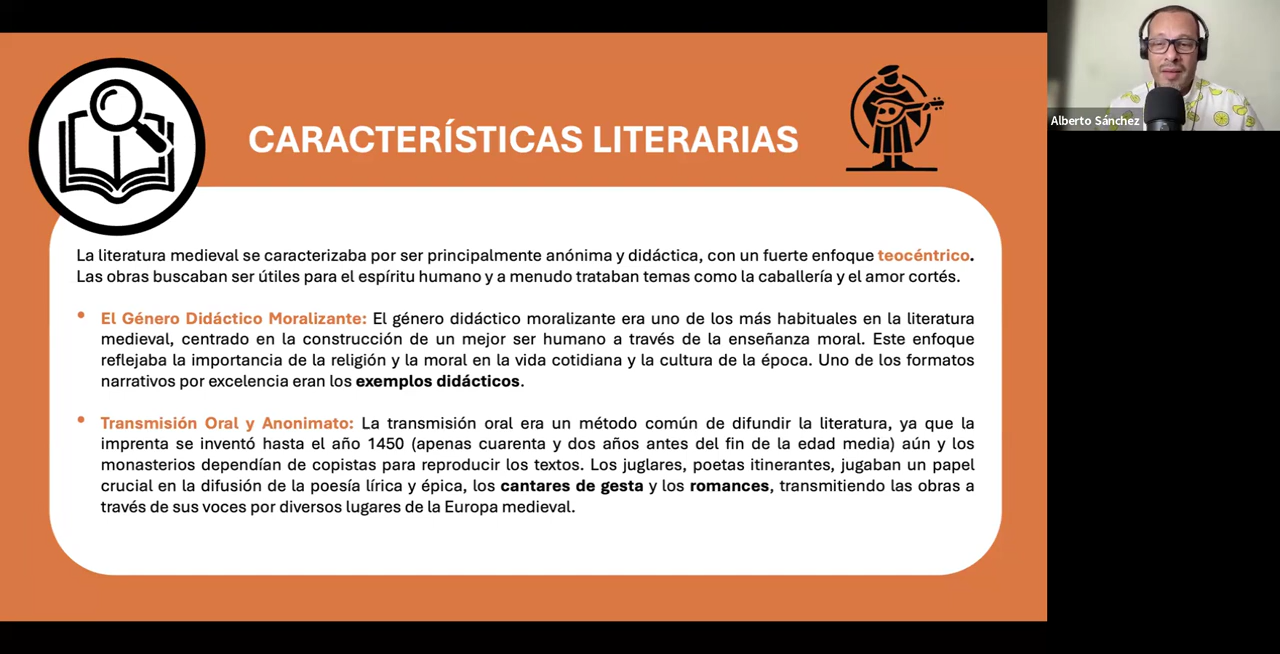 CARACTERÍSTICAS LITERARIAS
Alberto Sánchez
La literatura medieval se caracterizaba por ser principalmente anónima y didáctica, con un fuerte enfoque teocéntrico.
Las obras buscaban ser útiles para el espíritu humano y a menudo trataban temas como la caballería y el amor cortés.
• El Género Didáctico Moralizante: El género didáctico moralizante era uno de los más habituales en la literatura
medieval, centrado en la construcción de un mejor ser humano a través de la enseñanza moral. Este enfoque
reflejaba la importancia de la religión y la moral en la vida cotidiana y la cultura de la época. Uno de los formatos
narrativos por excelencia eran los exemplos didácticos.
• Transmisión Oral y Anonimato: La transmisión oral era un método común de difundir la literatura, ya que la
imprenta se inventó hasta el año 1450 (apenas cuarenta y dos años antes del fin de la edad media) aún y los
monasterios dependían de copistas para reproducir los textos. Los juglares, poetas itinerantes, jugaban un papel
crucial en la difusión de la poesía lírica y épica, los cantares de gesta y los romances, transmitiendo las obras a
través de sus voces por diversos lugares de la Europa medieval.